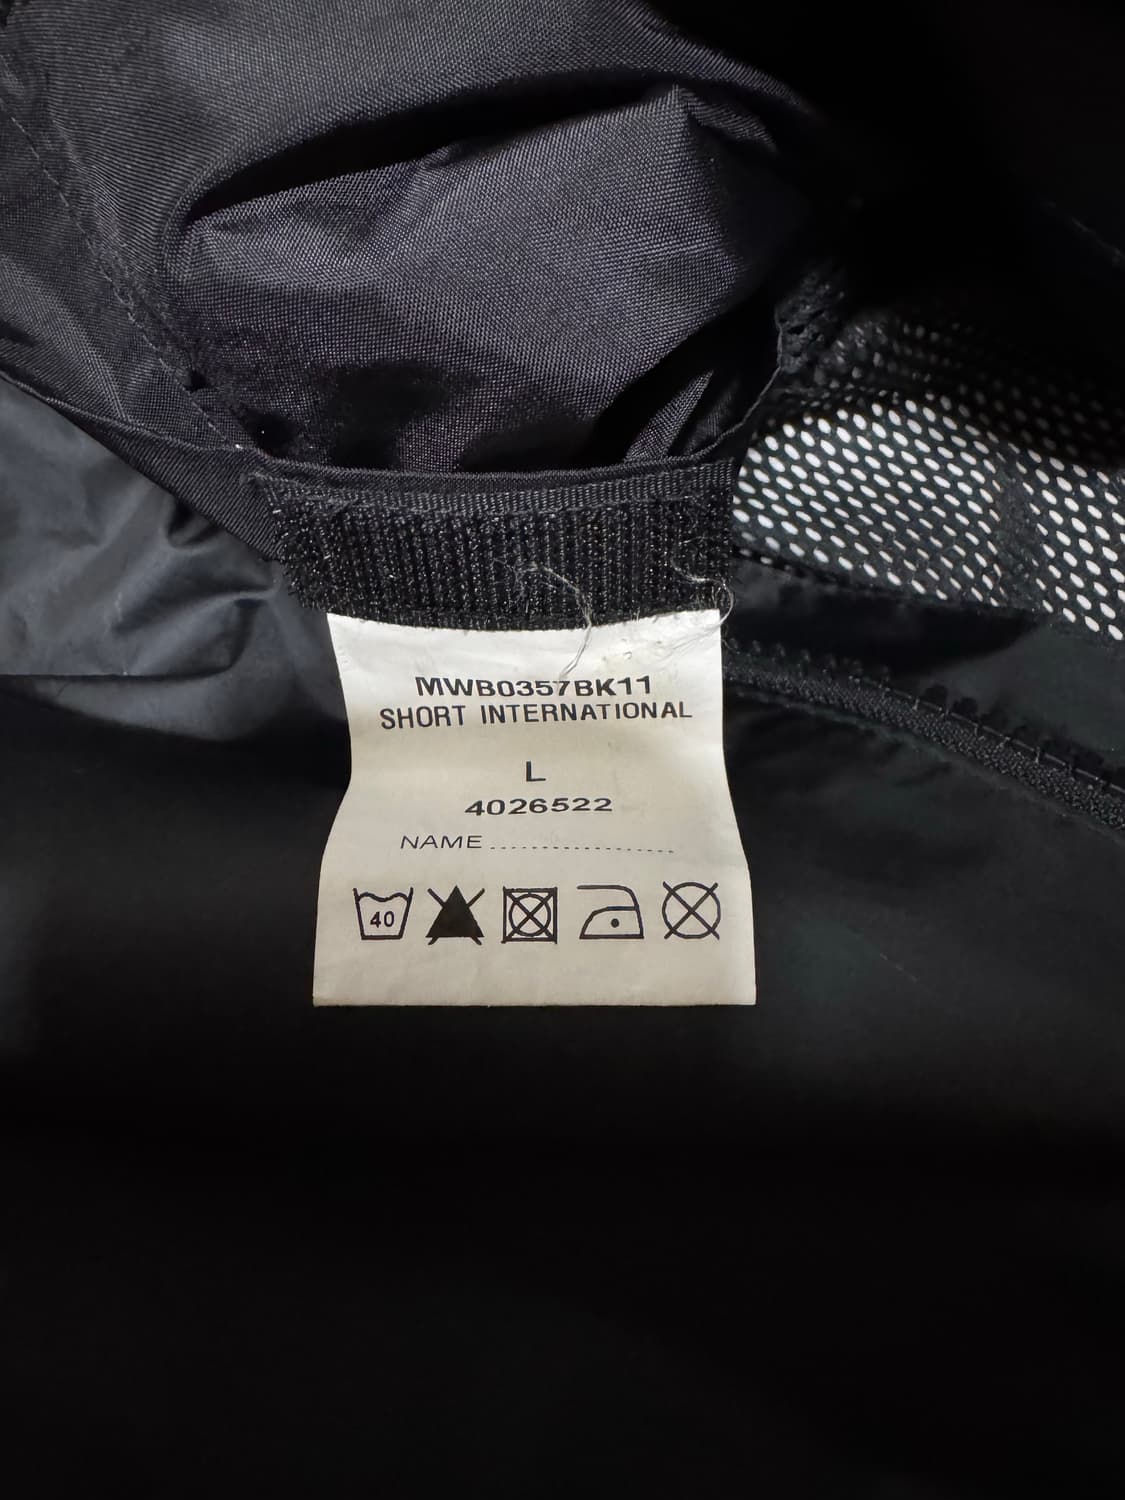 MWB0357BK11
SHORT INTERNATIONAL
L
4026522
NAME..................
40